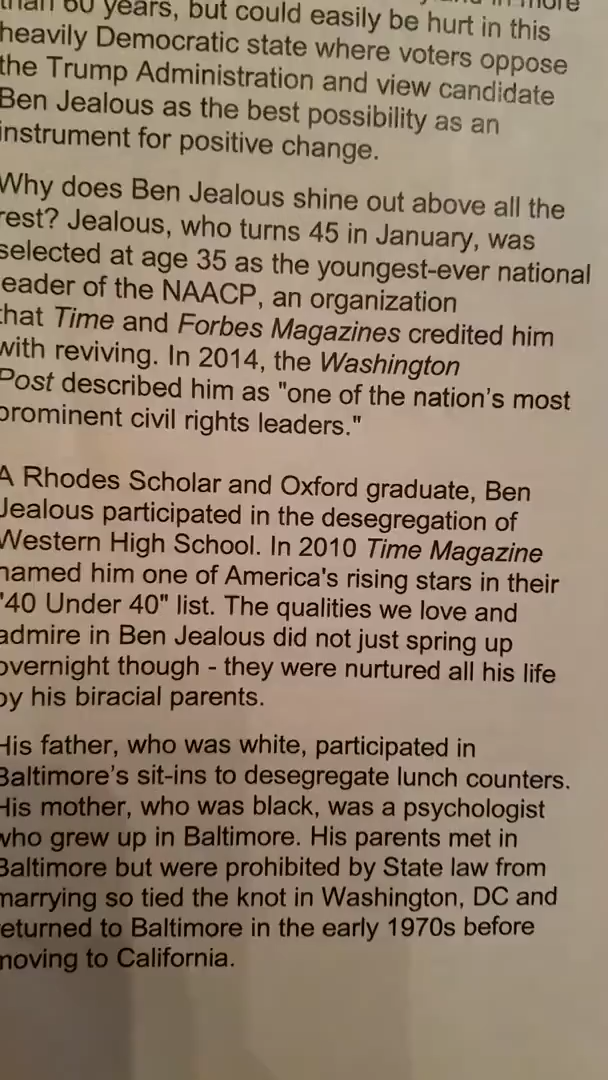 than 60 years, but could easily be hurt in this
heavily Democratic state where voters oppose
the Trump Administration and view candidate
Ben Jealous as the best possibility as an
instrument for positive change.
Why does Ben Jealous shine out above all the
rest? Jealous, who turns 45 in January, was
selected at age 35 as the youngest-ever national
leader of the NAACP, an organization
that Time and Forbes Magazines credited him
with reviving. In 2014, the Washington
Post described him as "one of the nation's most
prominent civil rights leaders."
A Rhodes Scholar and Oxford graduate, Ben
Jealous participated in the desegregation of
Western High School. In 2010 Time Magazine
named him one of America's rising stars in their
"40 Under 40" list. The qualities we love and
admire in Ben Jealous did not just spring up
overnight though - they were nurtured all his life
by his biracial parents.
His father, who was white, participated in
Baltimore's sit-ins to desegregate lunch counters.
His mother, who was black, was a psychologist
who grew up in Baltimore. His parents met in
Baltimore but were prohibited by State law from
marrying so tied the knot in Washington, DC and
returned to Baltimore in the early 1970s before
moving to California.